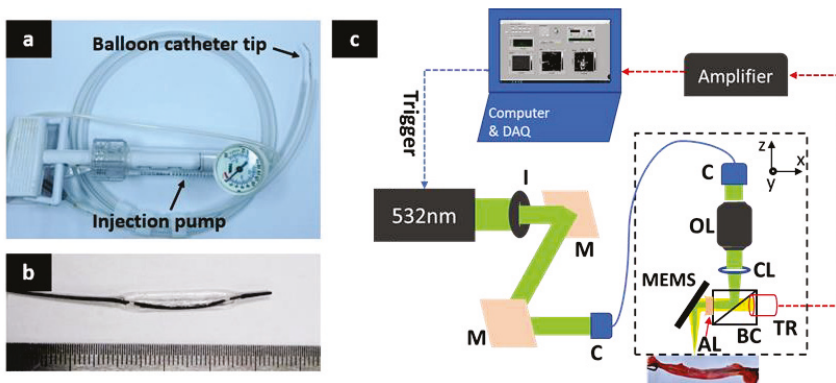 a
Balloon catheter tip
Injection pump
b
c
Computer
& DAQ
Amplifier
Trigger
532nm
I
M
M
C
C
z
x
y
OL
CL
MEMS
AL
BC
TR